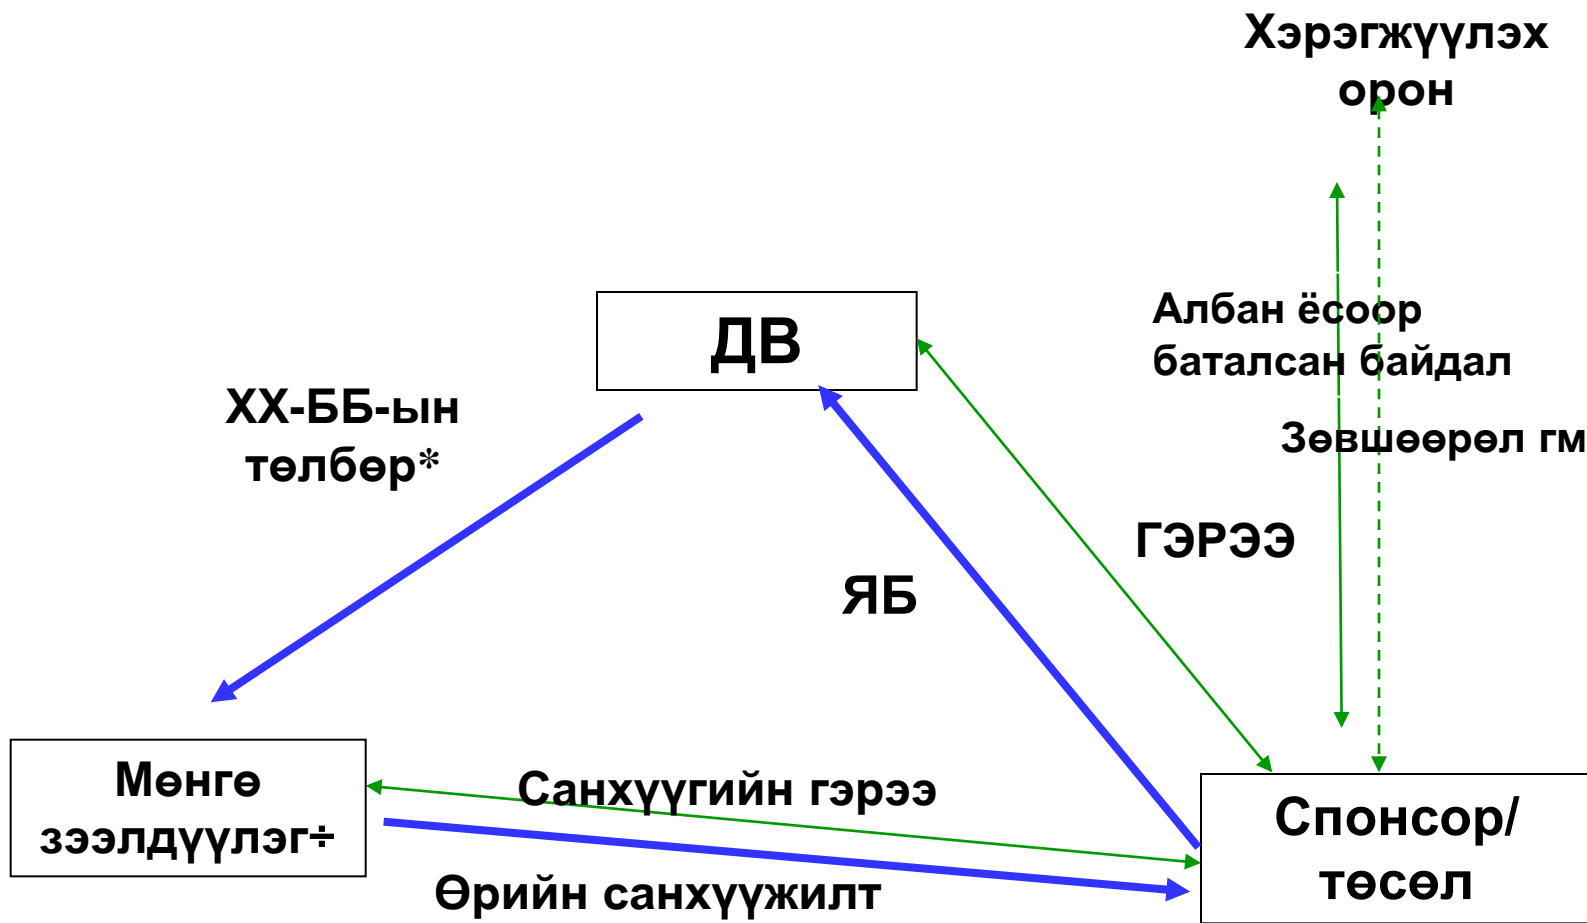 Хэрэгжүүлэх
орон
ДВ
Албан ёсоор
баталсан байдал
ХХ-ББ-ын
төлбөр*
Зөвшөөрөл гм
ГЭРЭЭ
ЯБ
Мөнгө
зээлдүүлэг÷
Санхүүгийн гэрээ
Өрийн санхүүжилт
Спонсор/
төсөл